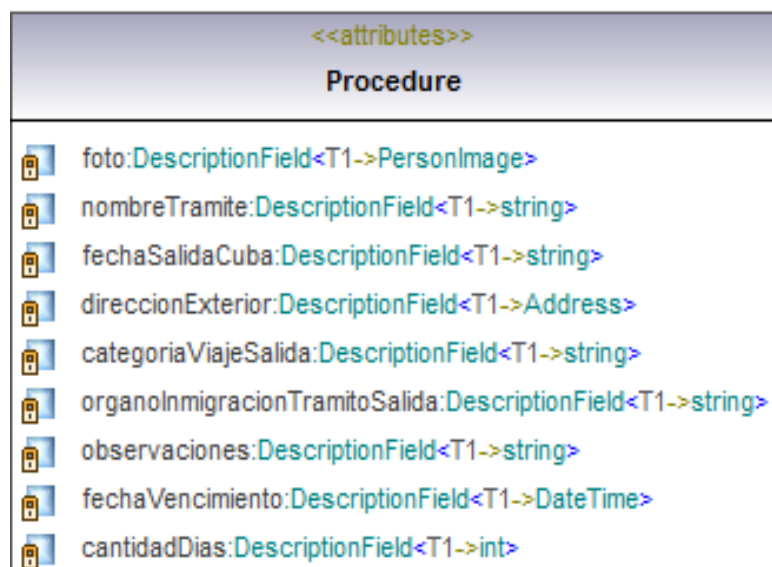 <<attributes>>
Procedure
foto:DescriptionField<T1->PersonImage>
nombreTramite:DescriptionField<T1->string>
fechaSalidaCuba:DescriptionField<T1->string>
direccionExterior:DescriptionField<T1->Address>
categoriaViajeSalida:DescriptionField<T1->string>
organoInmigracionTramitoSalida:DescriptionField<T1->string>
observaciones:DescriptionField<T1->string>
fechaVencimiento:DescriptionField<T1->DateTime>
cantidadDias:DescriptionField<T1->int>